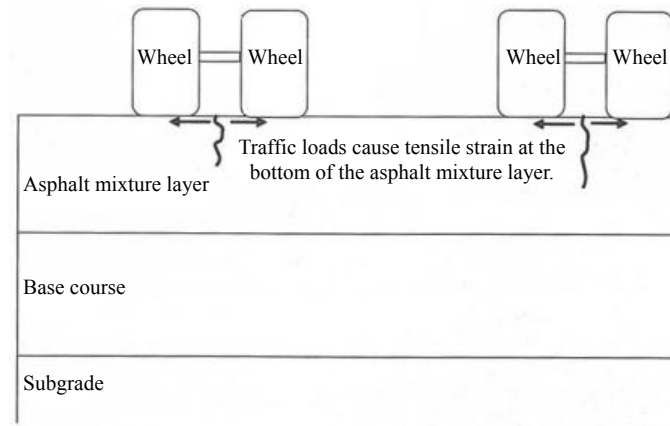 Wheel Wheel Wheel Wheel
Traffic loads cause tensile strain at the
bottom of the asphalt mixture layer.
Asphalt mixture layer
Base course
Subgrade